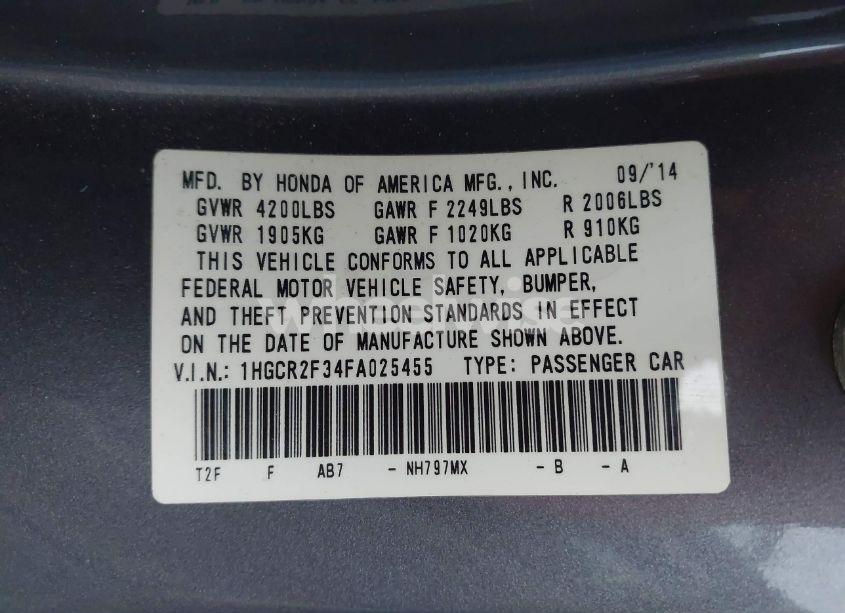 MFD. BY HONDA OF AMERICA MFG., INC. 09/'14
GVWR 4200LBS GAWR F 2249LBS R 2006LBS
GVWR 1905KG GAWR F 1020KG R 910KG
THIS VEHICLE CONFORMS TO ALL APPLICABLE
FEDERAL MOTOR VEHICLE SAFETY, BUMPER,
AND THEFT PREVENTION STANDARDS IN EFFECT
ON THE DATE OF MANUFACTURE SHOWN ABOVE.
V.I.N.: 1HGCR2F34FA025455 TYPE: PASSENGER CAR
T2F F AB7 - NH797MX - B - A
Wheelwise